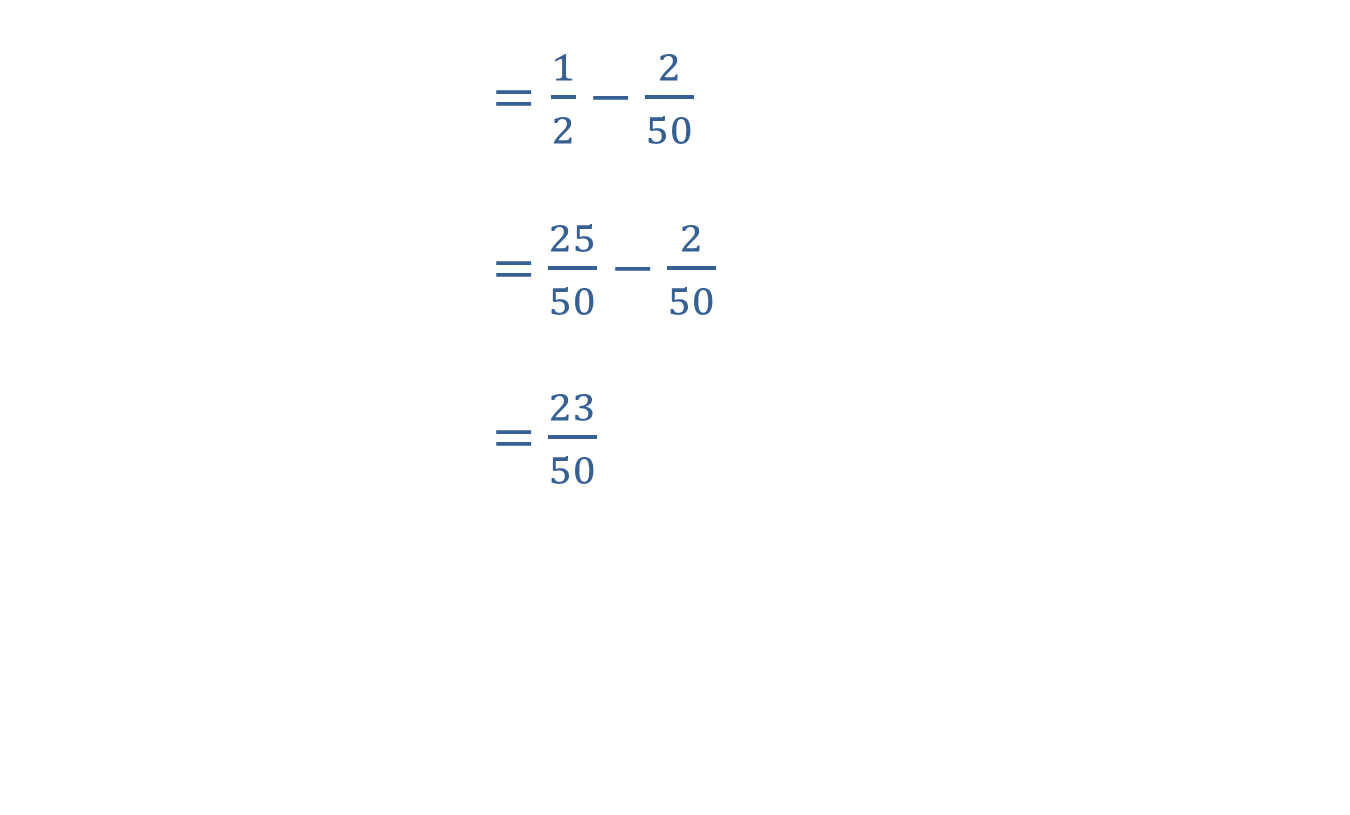 = 1/2 − 2/50
= 25/50 − 2/50
= 23/50